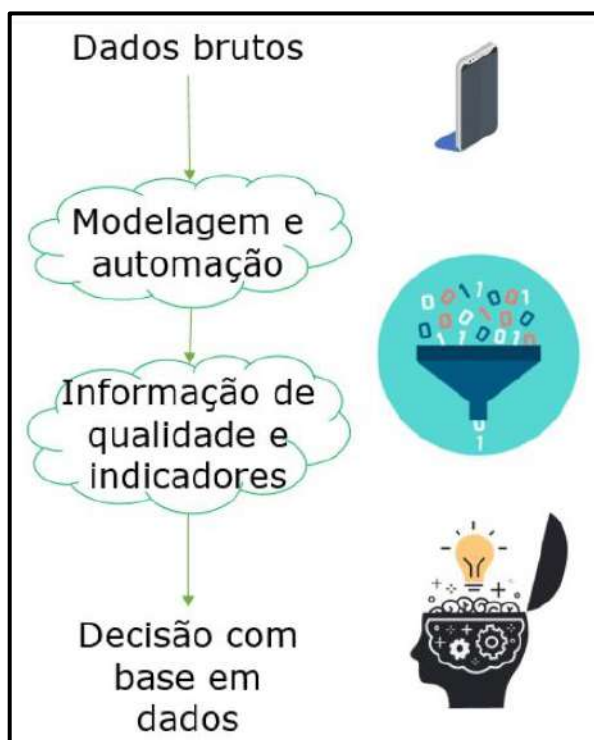 Dados brutos
Modelagem e
automação
Informação de
qualidade e
indicadores
Decisão com
base em
dados